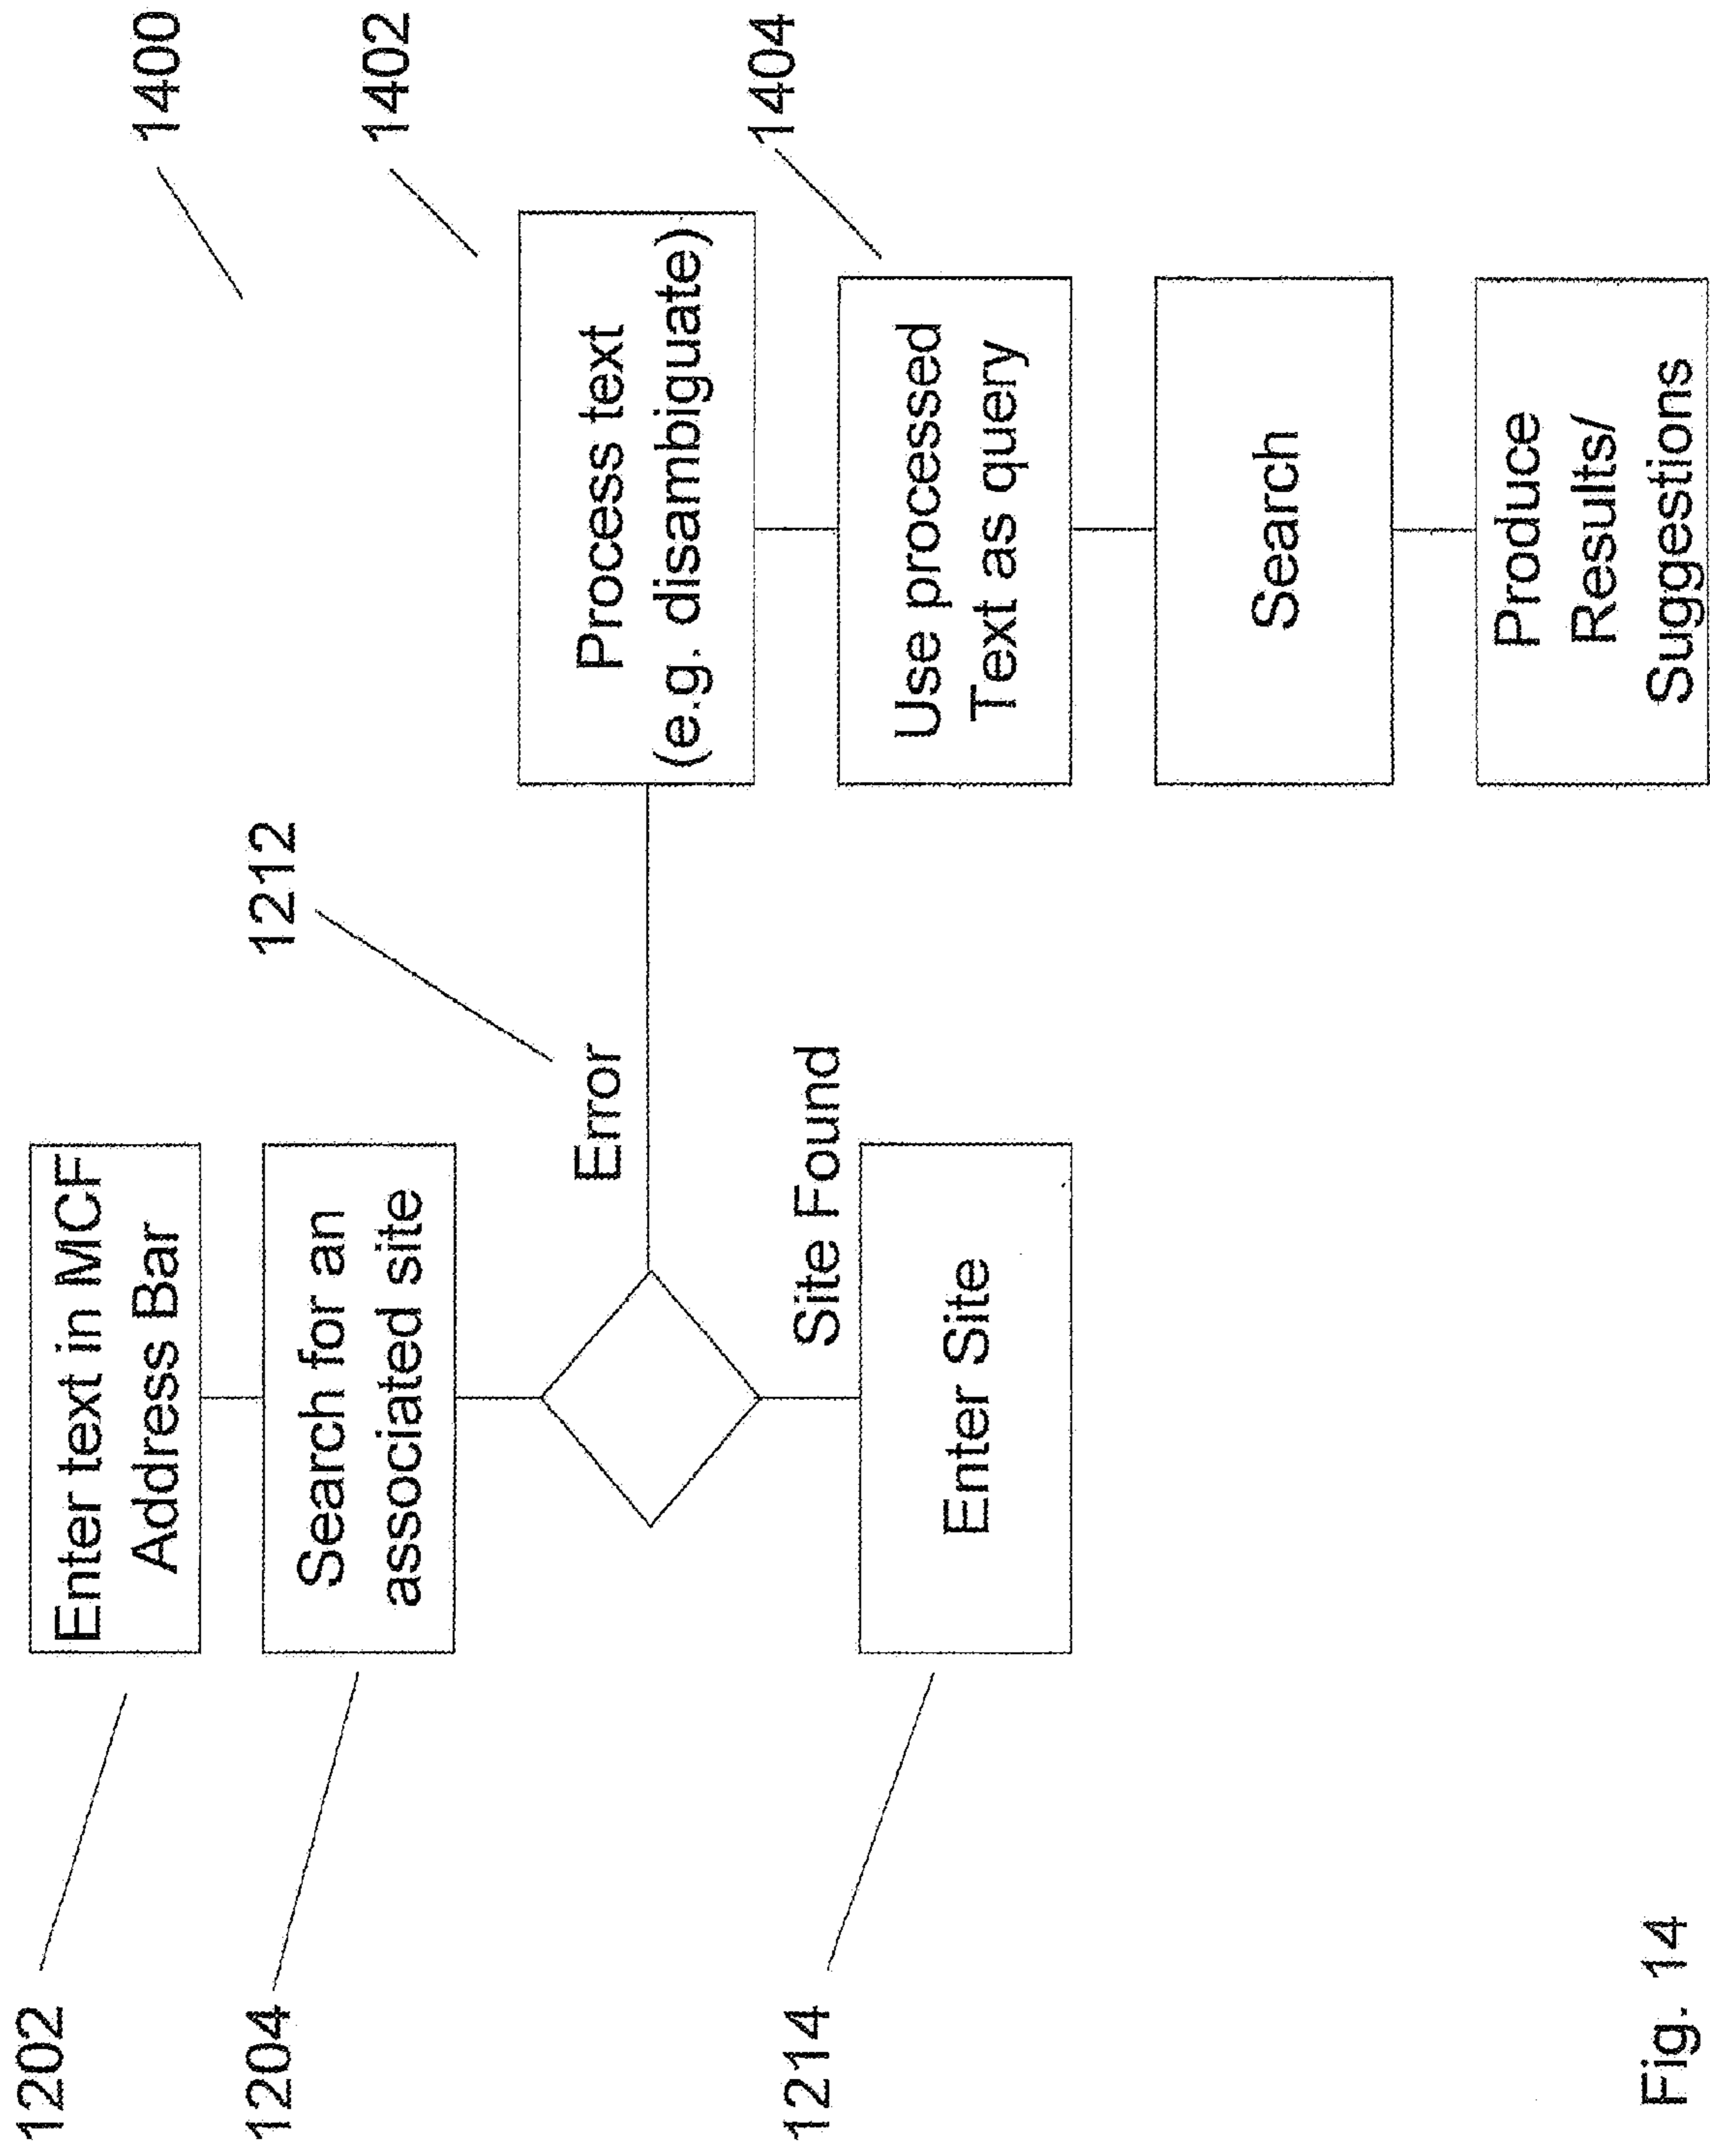 1400
1202
Enter text in MCF
Address Bar
1204
Search for an
associated site
1212
1402
Error
Process text
(e.g. disambiguate)
Site Found
1404
1214
Enter Site
Use processed
Text as query
Search
Produce
Results/
Suggestions
Fig. 14